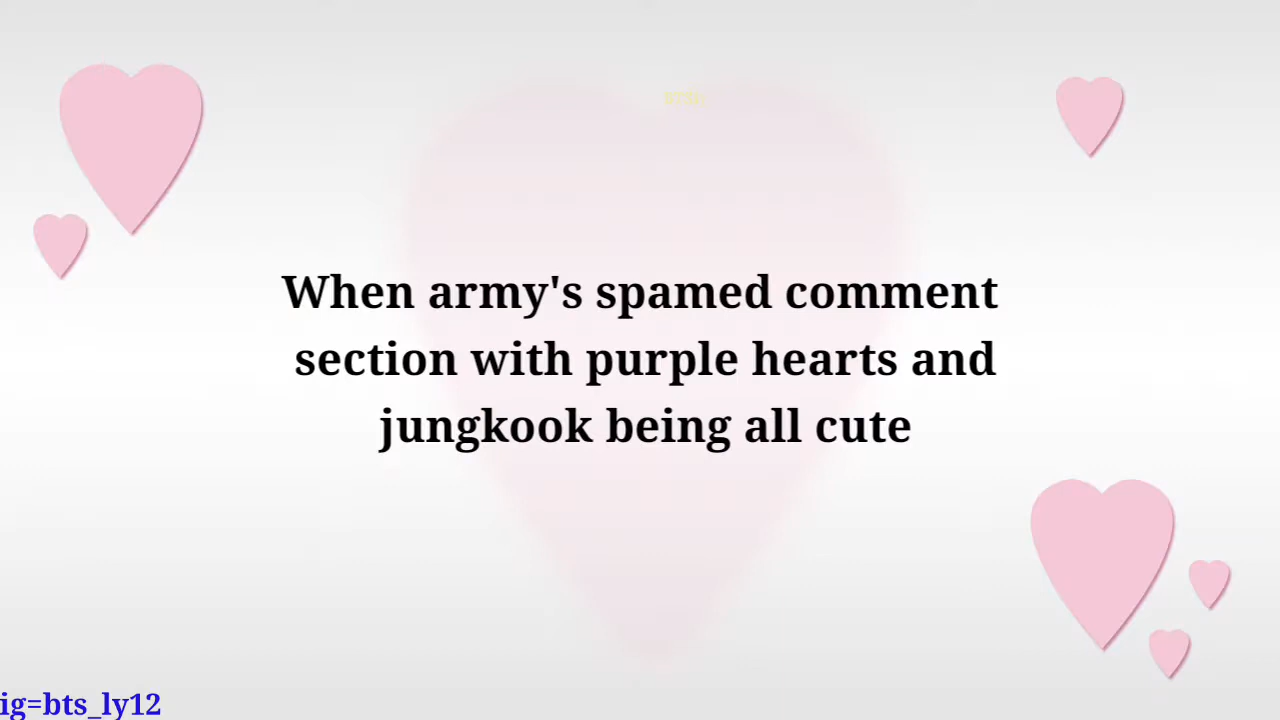 When army's spamed comment
section with purple hearts and
jungkook being all cute
ig=bts_ly12